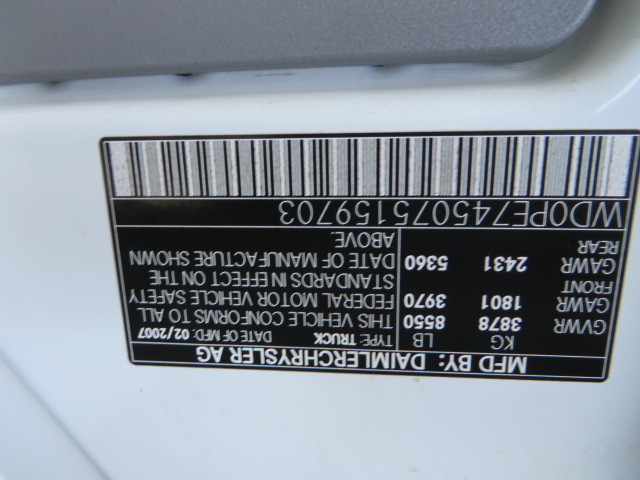 MFD BY: DAIMLERCHRYSLER AG
KG LB TYPE: TRUCK DATE OF MFD: 02/2007
GVWR 3878 8550 THIS VEHICLE CONFORMS TO ALL
GAWR FRONT 1801 3970 FEDERAL MOTOR VEHICLE SAFETY
STANDARDS IN EFFECT ON THE
GAWR REAR 2431 5360 DATE OF MANUFACTURE SHOWN
ABOVE.
WD0PE745075159703